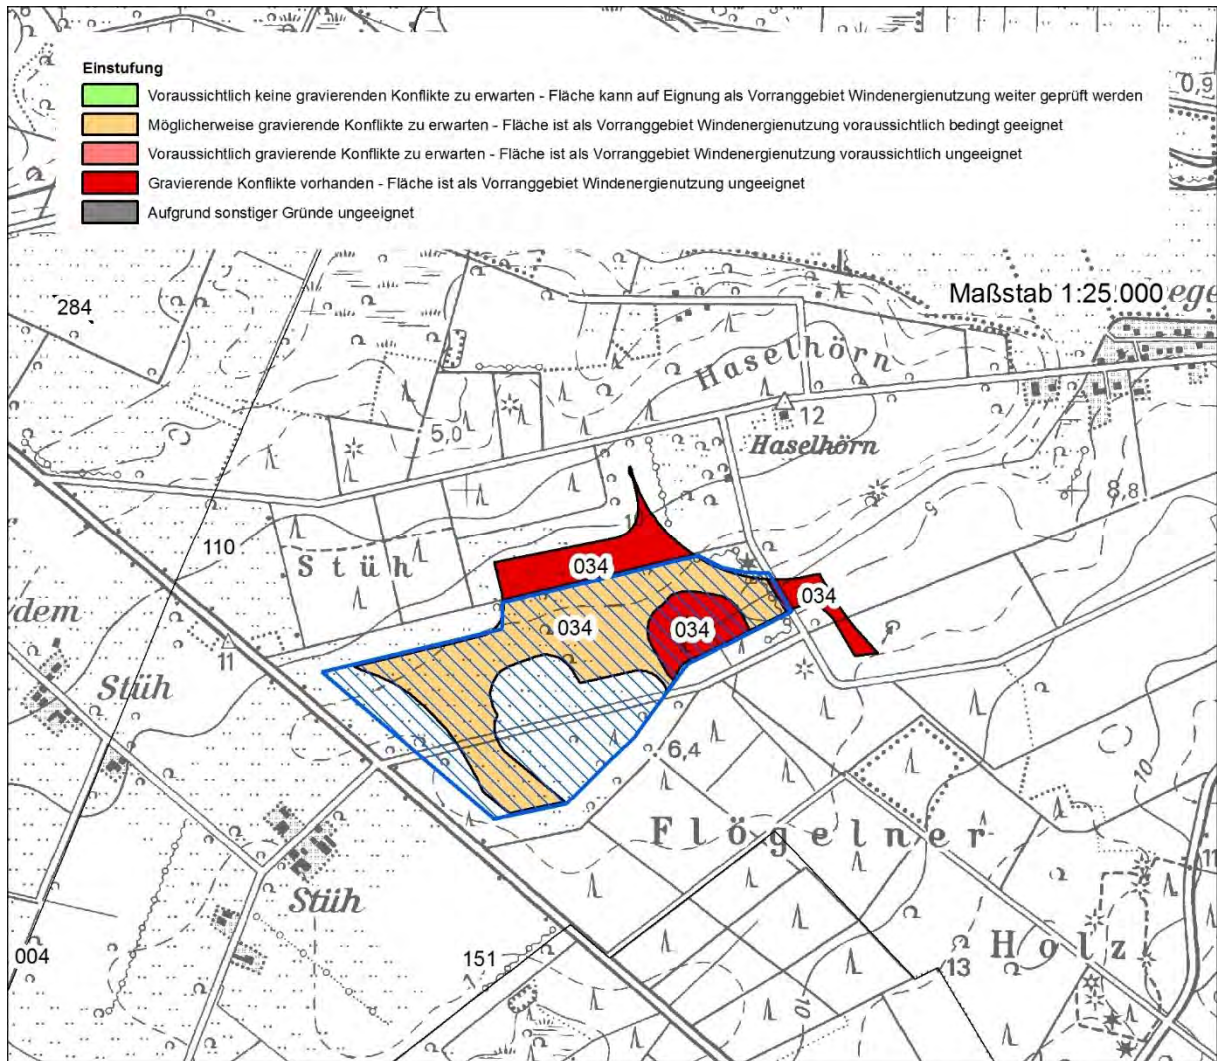 Einstufung
Voraussichtlich keine gravierenden Konflikte zu erwarten - Fläche kann auf Eignung als Vorranggebiet Windenergienutzung weiter geprüft werden
0,9
Möglicherweise gravierende Konflikte zu erwarten - Fläche ist als Vorranggebiet Windenergienutzung voraussichtlich bedingt geeignet
Voraussichtlich gravierende Konflikte zu erwarten - Fläche ist als Vorranggebiet Windenergienutzung voraussichtlich ungeeignet
Gravierende Konflikte vorhanden - Fläche ist als Vorranggebiet Windenergienutzung ungeeignet
Aufgrund sonstiger Gründe ungeeignet
Maßstab 1:25.000
ege
284
Haselhörn
12
5,0
Haselhörn
8,8
5
110
Stüh
034
034
034
034
dem
11
Stüh
6,4
10
Flögelner
11
Stüh
Holz
004
151
13
10